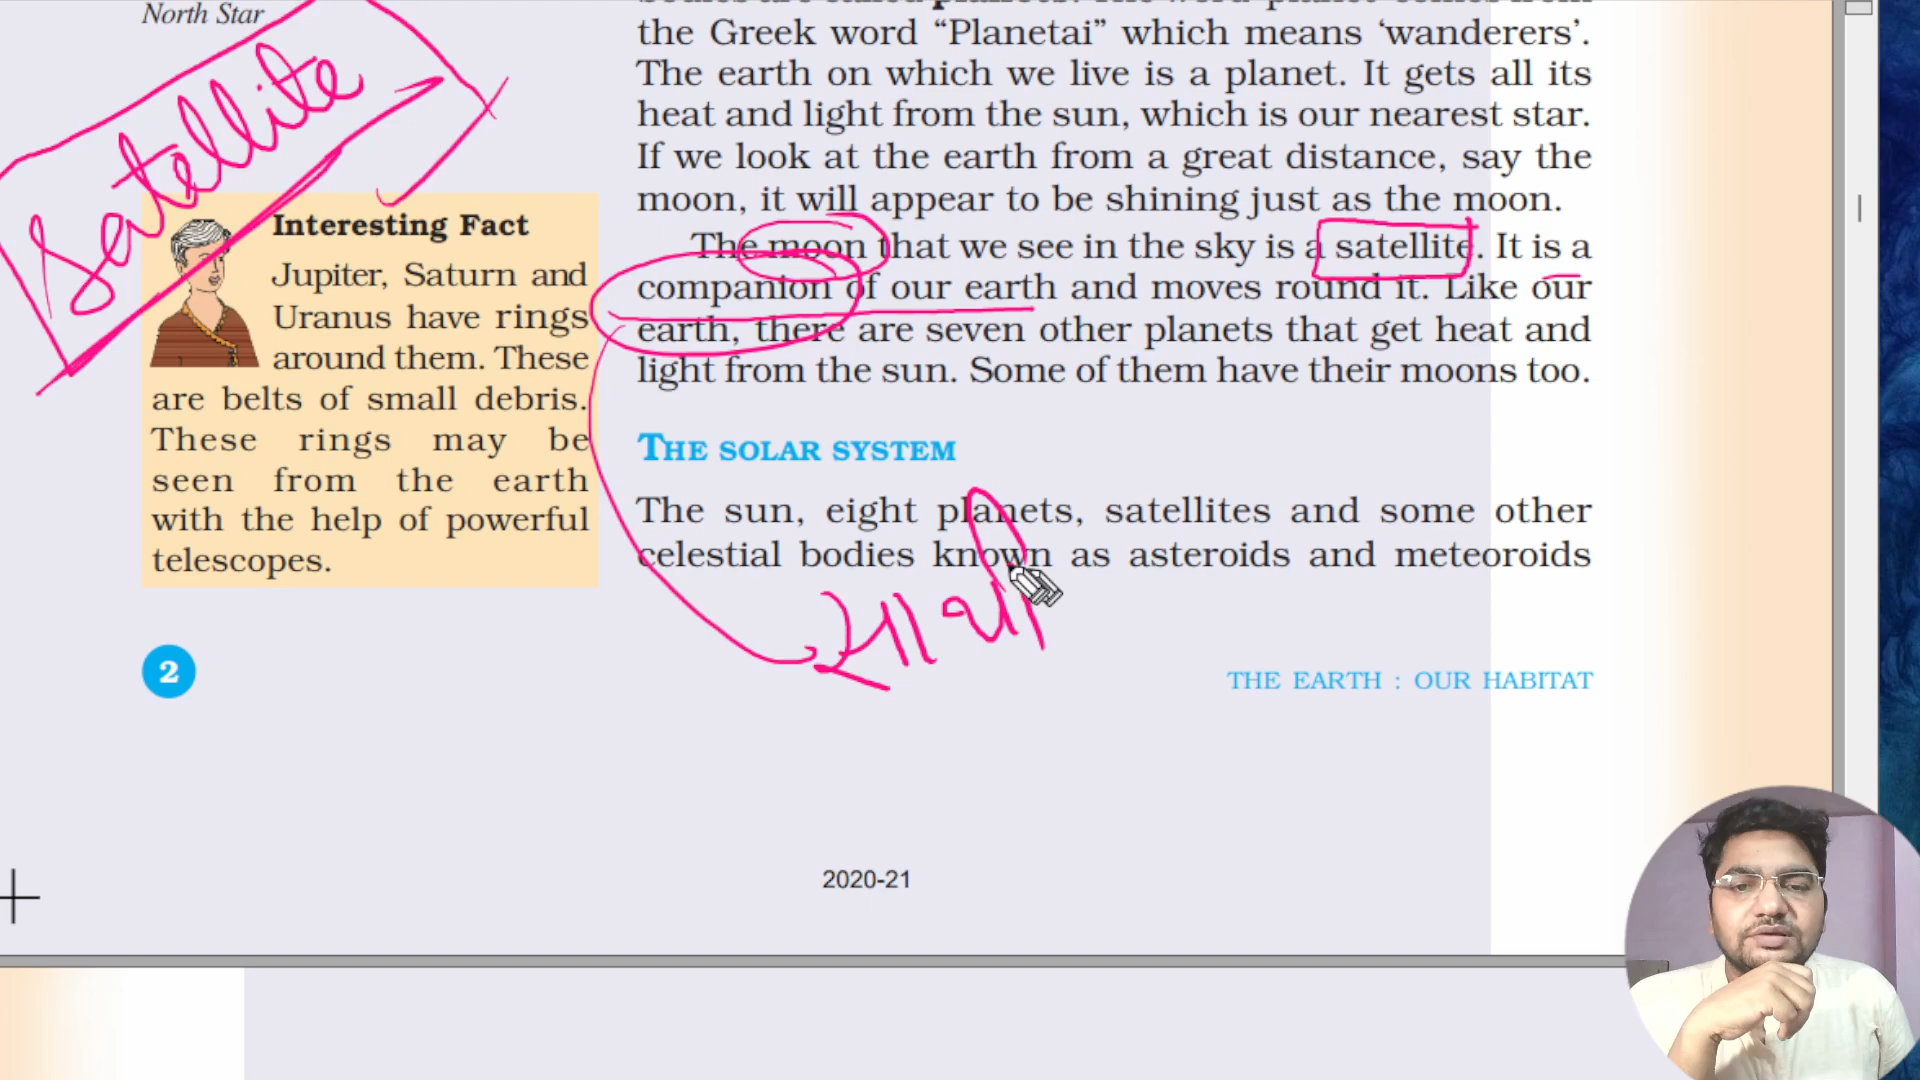 North Star
Satellite
Interesting Fact
Jupiter, Saturn and
Uranus have rings
around them. These
are belts of small debris.
These rings may be
seen from the earth
with the help of powerful
telescopes.
the Greek word “Planetai” which means ‘wanderers’.
The earth on which we live is a planet. It gets all its
heat and light from the sun, which is our nearest star.
If we look at the earth from a great distance, say the
moon, it will appear to be shining just as the moon.
The moon that we see in the sky is a satellite. It is a
companion of our earth and moves round it. Like our
earth, there are seven other planets that get heat and
light from the sun. Some of them have their moons too.
THE SOLAR SYSTEM
The sun, eight planets, satellites and some other
celestial bodies known as asteroids and meteoroids
साथी
2
THE EARTH : OUR HABITAT
2020-21